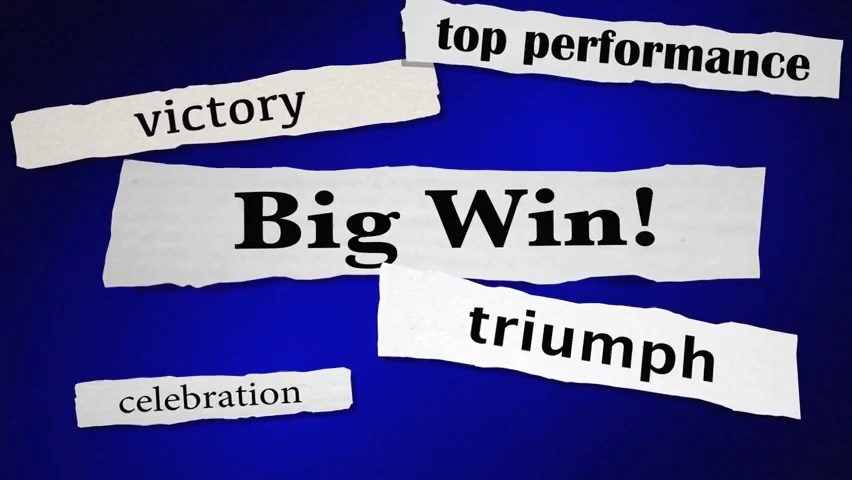 top performance
victory
Big Win!
triumph
celebration